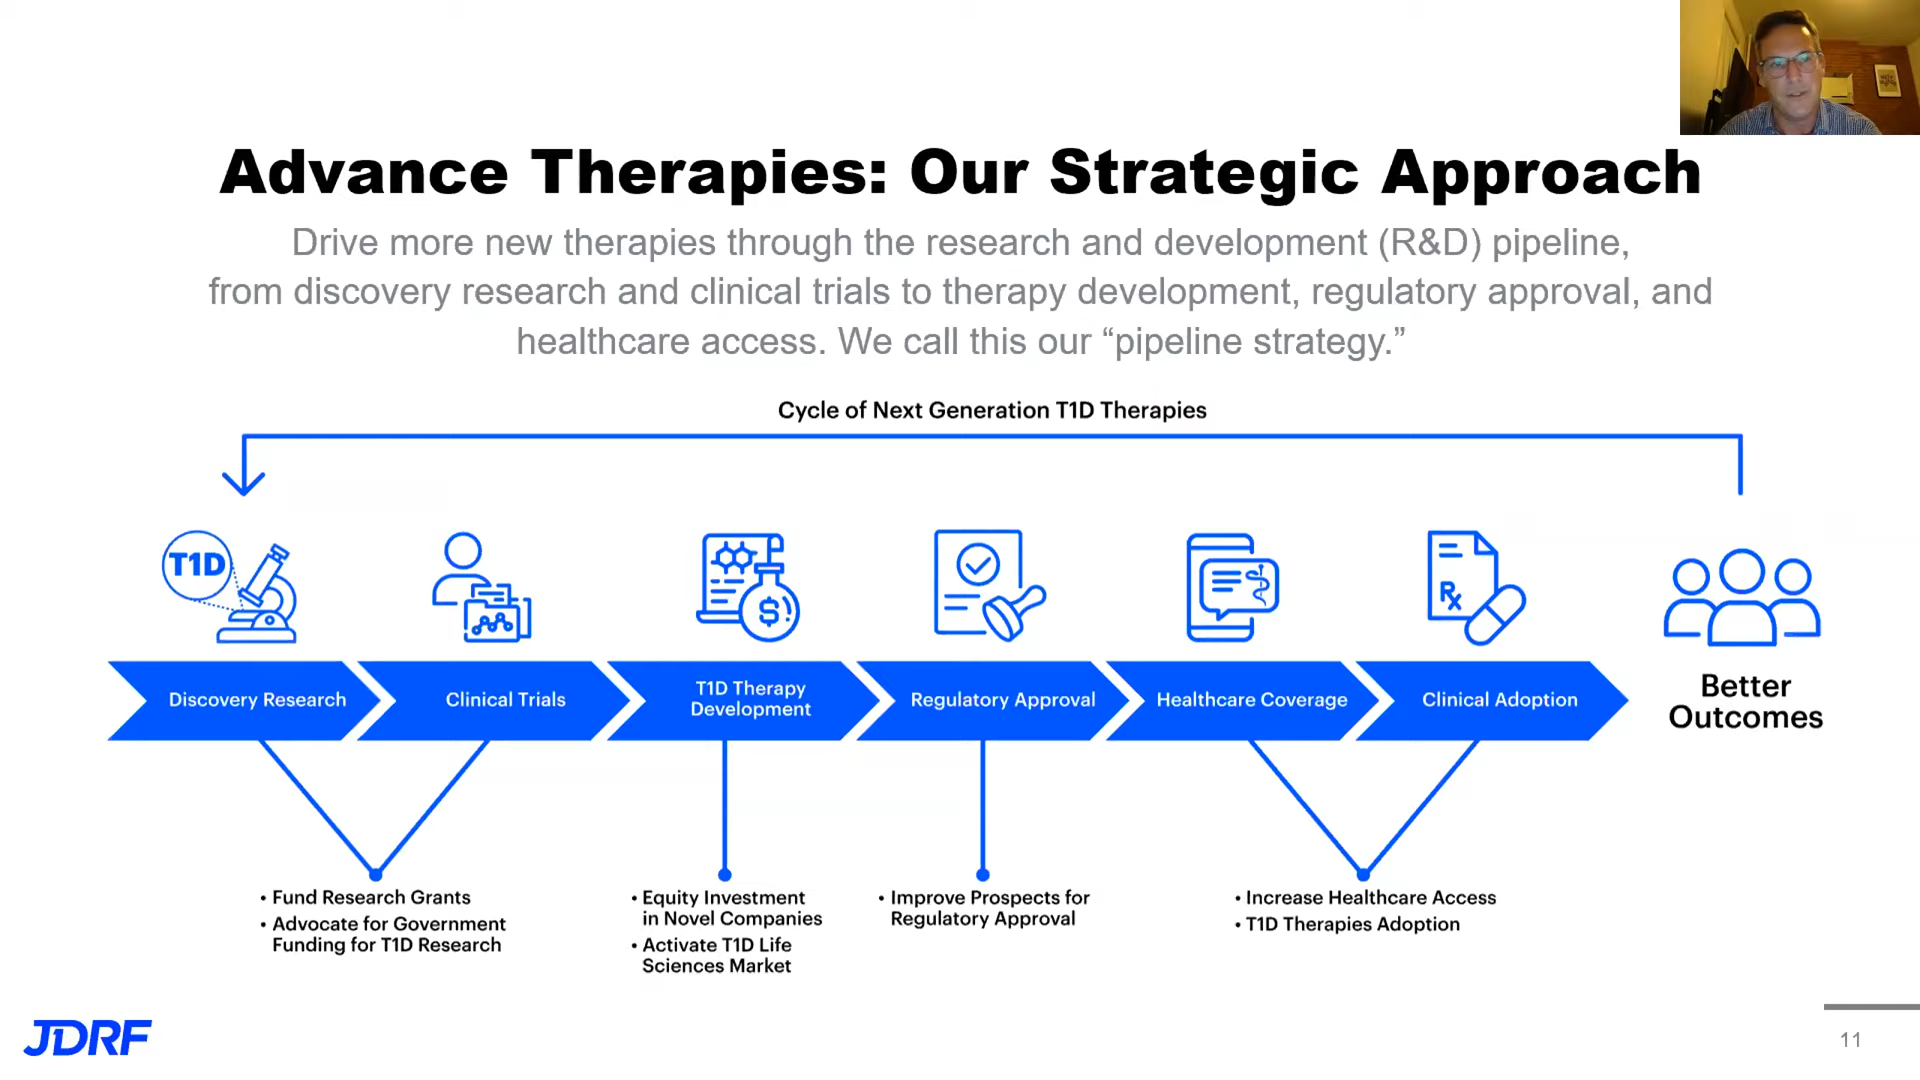 Advance Therapies: Our Strategic Approach
Drive more new therapies through the research and development (R&D) pipeline,
from discovery research and clinical trials to therapy development, regulatory approval, and
healthcare access. We call this our “pipeline strategy.”
Cycle of Next Generation T1D Therapies
T1D
$
Rx
Discovery Research
Clinical Trials
T1D Therapy
Development
Regulatory Approval
Healthcare Coverage
Clinical Adoption
Better
Outcomes
• Fund Research Grants
• Advocate for Government
Funding for T1D Research
• Equity Investment
in Novel Companies
• Activate T1D Life
Sciences Market
• Improve Prospects for
Regulatory Approval
• Increase Healthcare Access
• T1D Therapies Adoption
JDRF
11